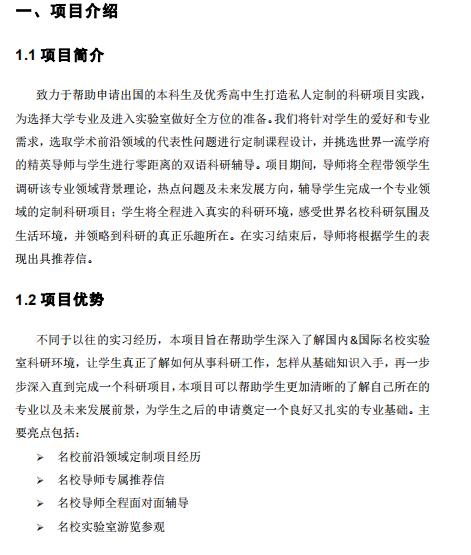 一、项目介绍
1.1 项目简介
致力于帮助申请出国的本科生及优秀高中生打造私人定制的科研项目实践，
为选择大学专业及进入实验室做好全方位的准备。我们将针对学生的爱好和专业
需求，选取学术前沿领域的代表性问题进行定制课程设计，并挑选世界一流学府
的精英导师与学生进行零距离的双语科研辅导。项目期间，导师将全程带领学生
调研该专业领域背景理论，热点问题及未来发展方向，辅导学生完成一个专业领
域的定制科研项目；学生将全程进入真实的科研环境，感受世界名校科研氛围及
生活环境，并领略到科研的真正乐趣所在。在实习结束后，导师将根据学生的表
现出具推荐信。
1.2 项目优势
不同于以往的实习经历，本项目旨在帮助学生深入了解国内&国际名校实验
室科研环境，让学生真正了解如何从事科研工作，怎样从基础知识入手，再一步
步深入直到完成一个科研项目，本项目可以帮助学生更加清晰的了解自己所在的
专业以及未来发展前景，为学生之后的申请奠定一个良好又扎实的专业基础。主
要亮点包括：
➢ 名校前沿领域定制项目经历
➢ 名校导师专属推荐信
➢ 名校导师全程面对面辅导
➢ 名校实验室游览参观